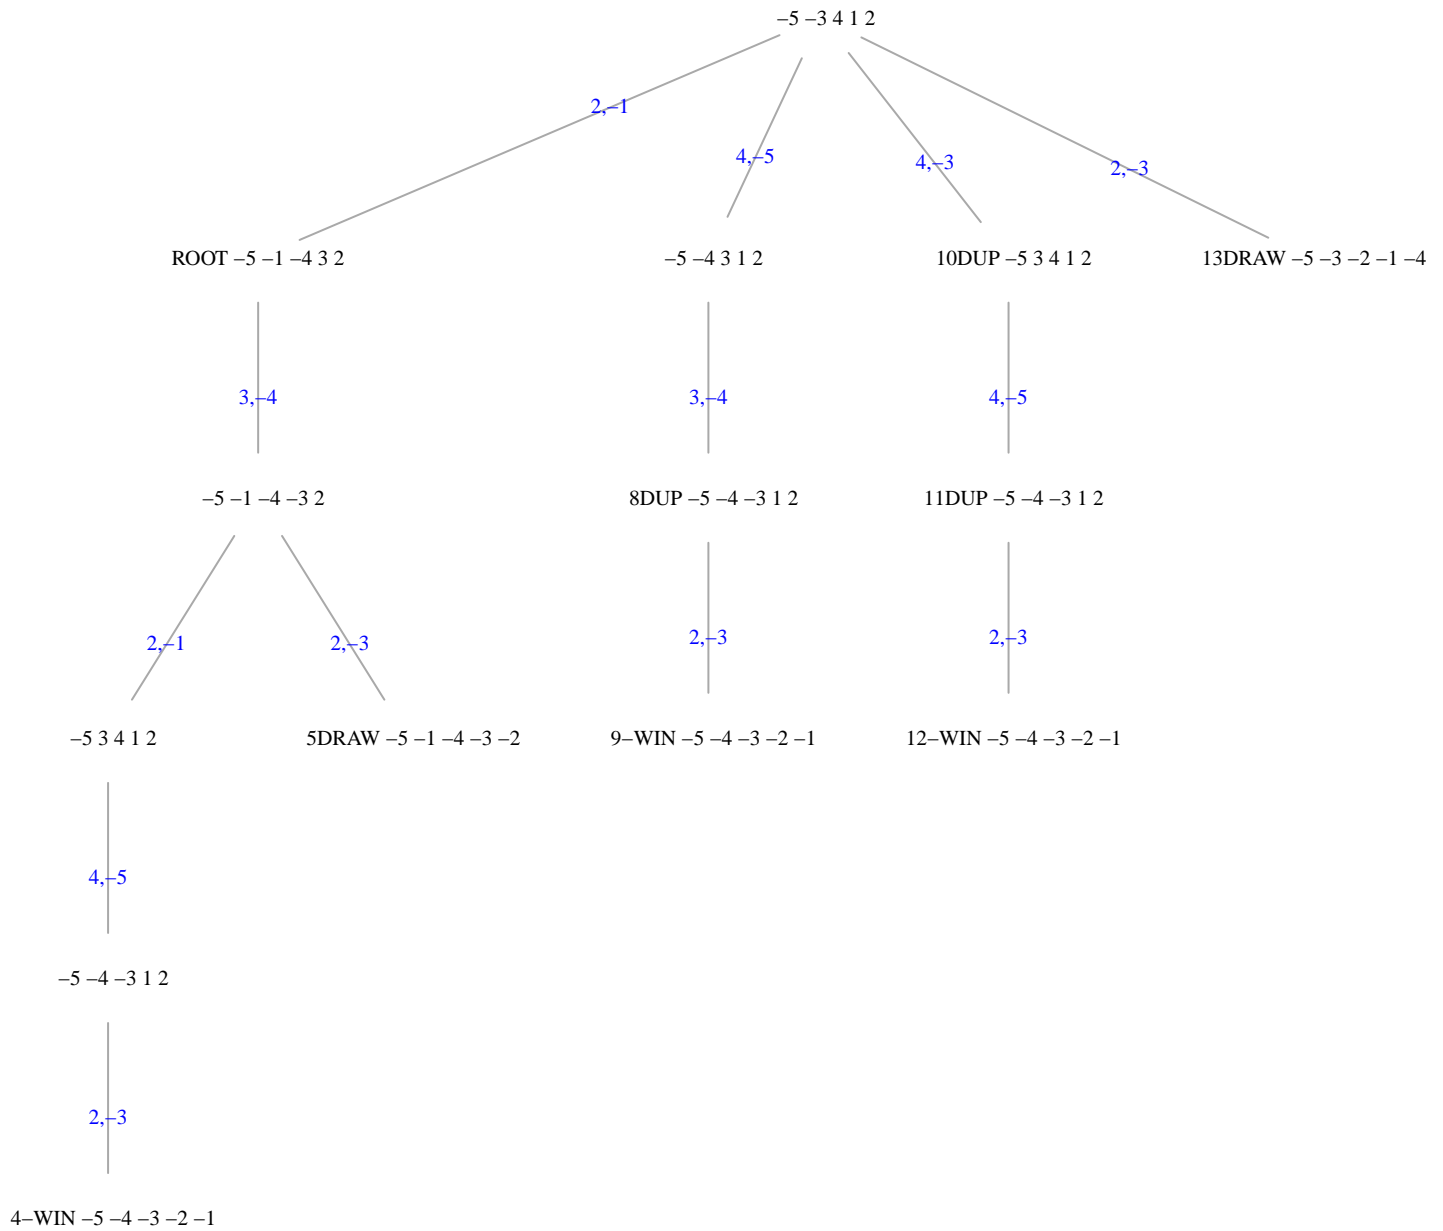 −5 −3 4 1 2
2,−1
4,−5
4,−3
2,−3
ROOT −5 −1 −4 3 2
−5 −4 3 1 2
10DUP −5 3 4 1 2
13DRAW −5 −3 −2 −1 −4
3,−4
3,−4
4,−5
−5 −1 −4 −3 2
8DUP −5 −4 −3 1 2
11DUP −5 −4 −3 1 2
2,−1
2,−3
2,−3
2,−3
−5 3 4 1 2
5DRAW −5 −1 −4 −3 −2
9−WIN −5 −4 −3 −2 −1
12−WIN −5 −4 −3 −2 −1
4,−5
−5 −4 −3 1 2
2,−3
4−WIN −5 −4 −3 −2 −1